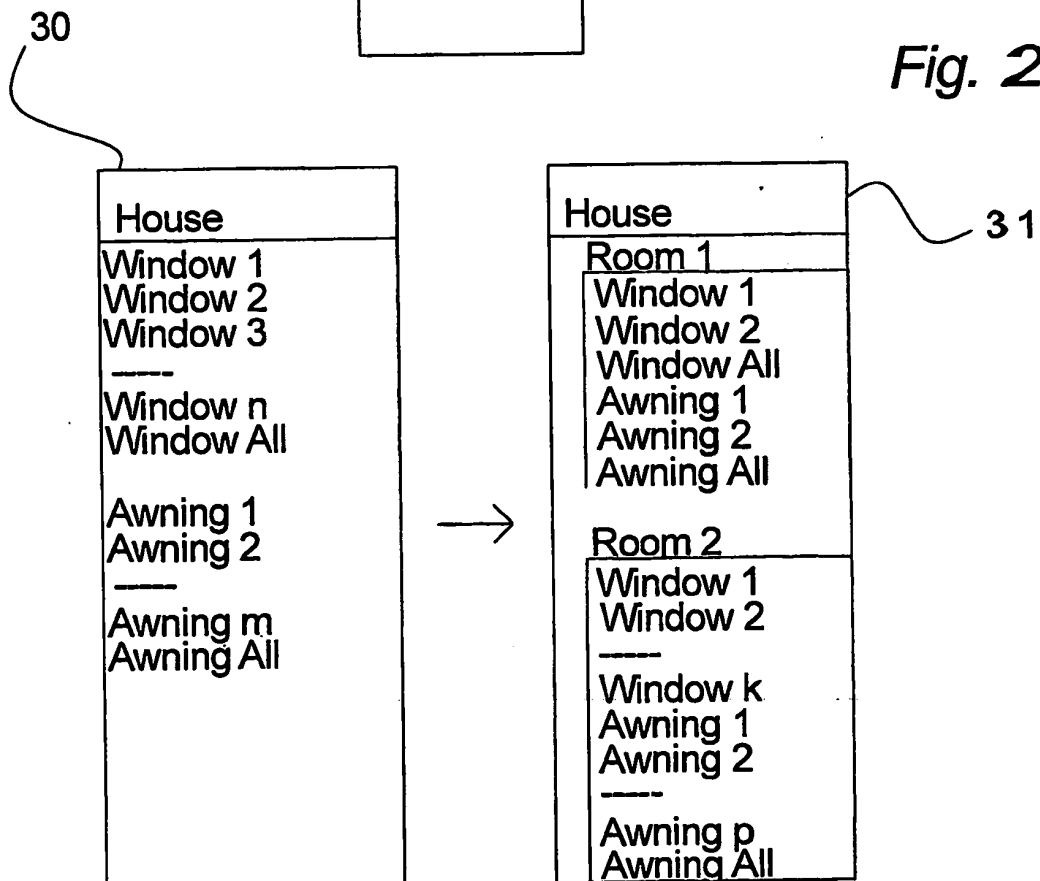 30
Fig. 2
House
Window 1
Window 2
Window 3
-----
Window n
Window All
Awning 1
Awning 2
-----
Awning m
Awning All
31
House
Room 1
Window 1
Window 2
Window All
Awning 1
Awning 2
Awning All
Room 2
Window 1
Window 2
-----
Window k
Awning 1
Awning 2
-----
Awning p
Awning All